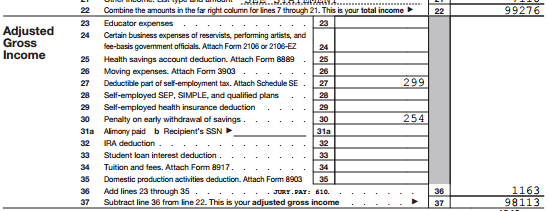 22 Combine the amounts in the far right column for lines 7 through 21. This is your total income ▶ 22 99276
Adjusted Gross Income
23 Educator expenses 23
24 Certain business expenses of reservists, performing artists, and
fee-basis government officials. Attach Form 2106 or 2106-EZ 24
25 Health savings account deduction. Attach Form 8889 25
26 Moving expenses. Attach Form 3903 26
27 Deductible part of self-employment tax. Attach Schedule SE 27 299
28 Self-employed SEP, SIMPLE, and qualified plans 28
29 Self-employed health insurance deduction 29
30 Penalty on early withdrawal of savings 30 254
31a Alimony paid b Recipient's SSN ▶ 31a
32 IRA deduction 32
33 Student loan interest deduction 33
34 Tuition and fees. Attach Form 8917 34
35 Domestic production activities deduction. Attach Form 8903 35
36 Add lines 23 through 35 JURY.PAY: 610. 36 1163
37 Subtract line 36 from line 22. This is your adjusted gross income ▶ 37 98113